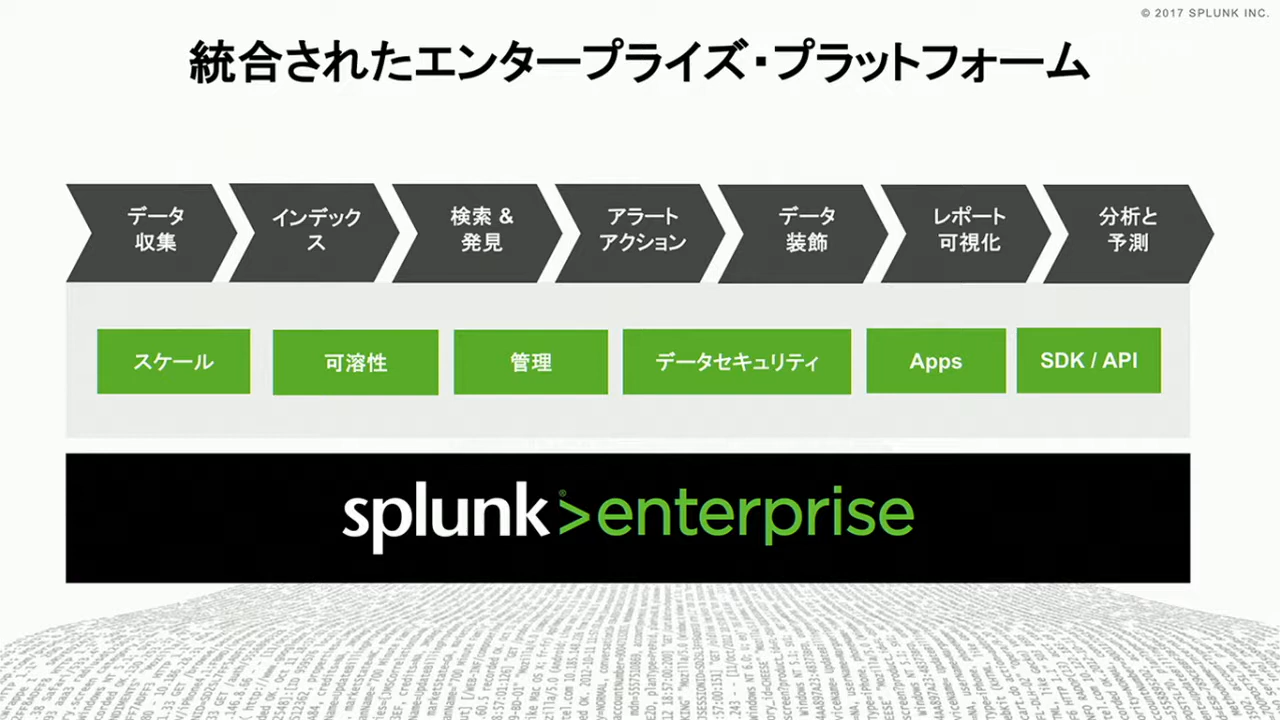 © 2017 SPLUNK INC.
統合されたエンタープライズ・プラットフォーム
データ
収集
インデック
ス
検索 &
発見
アラート
アクション
データ
装飾
レポート
可視化
分析と
予測
スケール
可溶性
管理
データセキュリティ
Apps
SDK / API
splunk®>enterprise